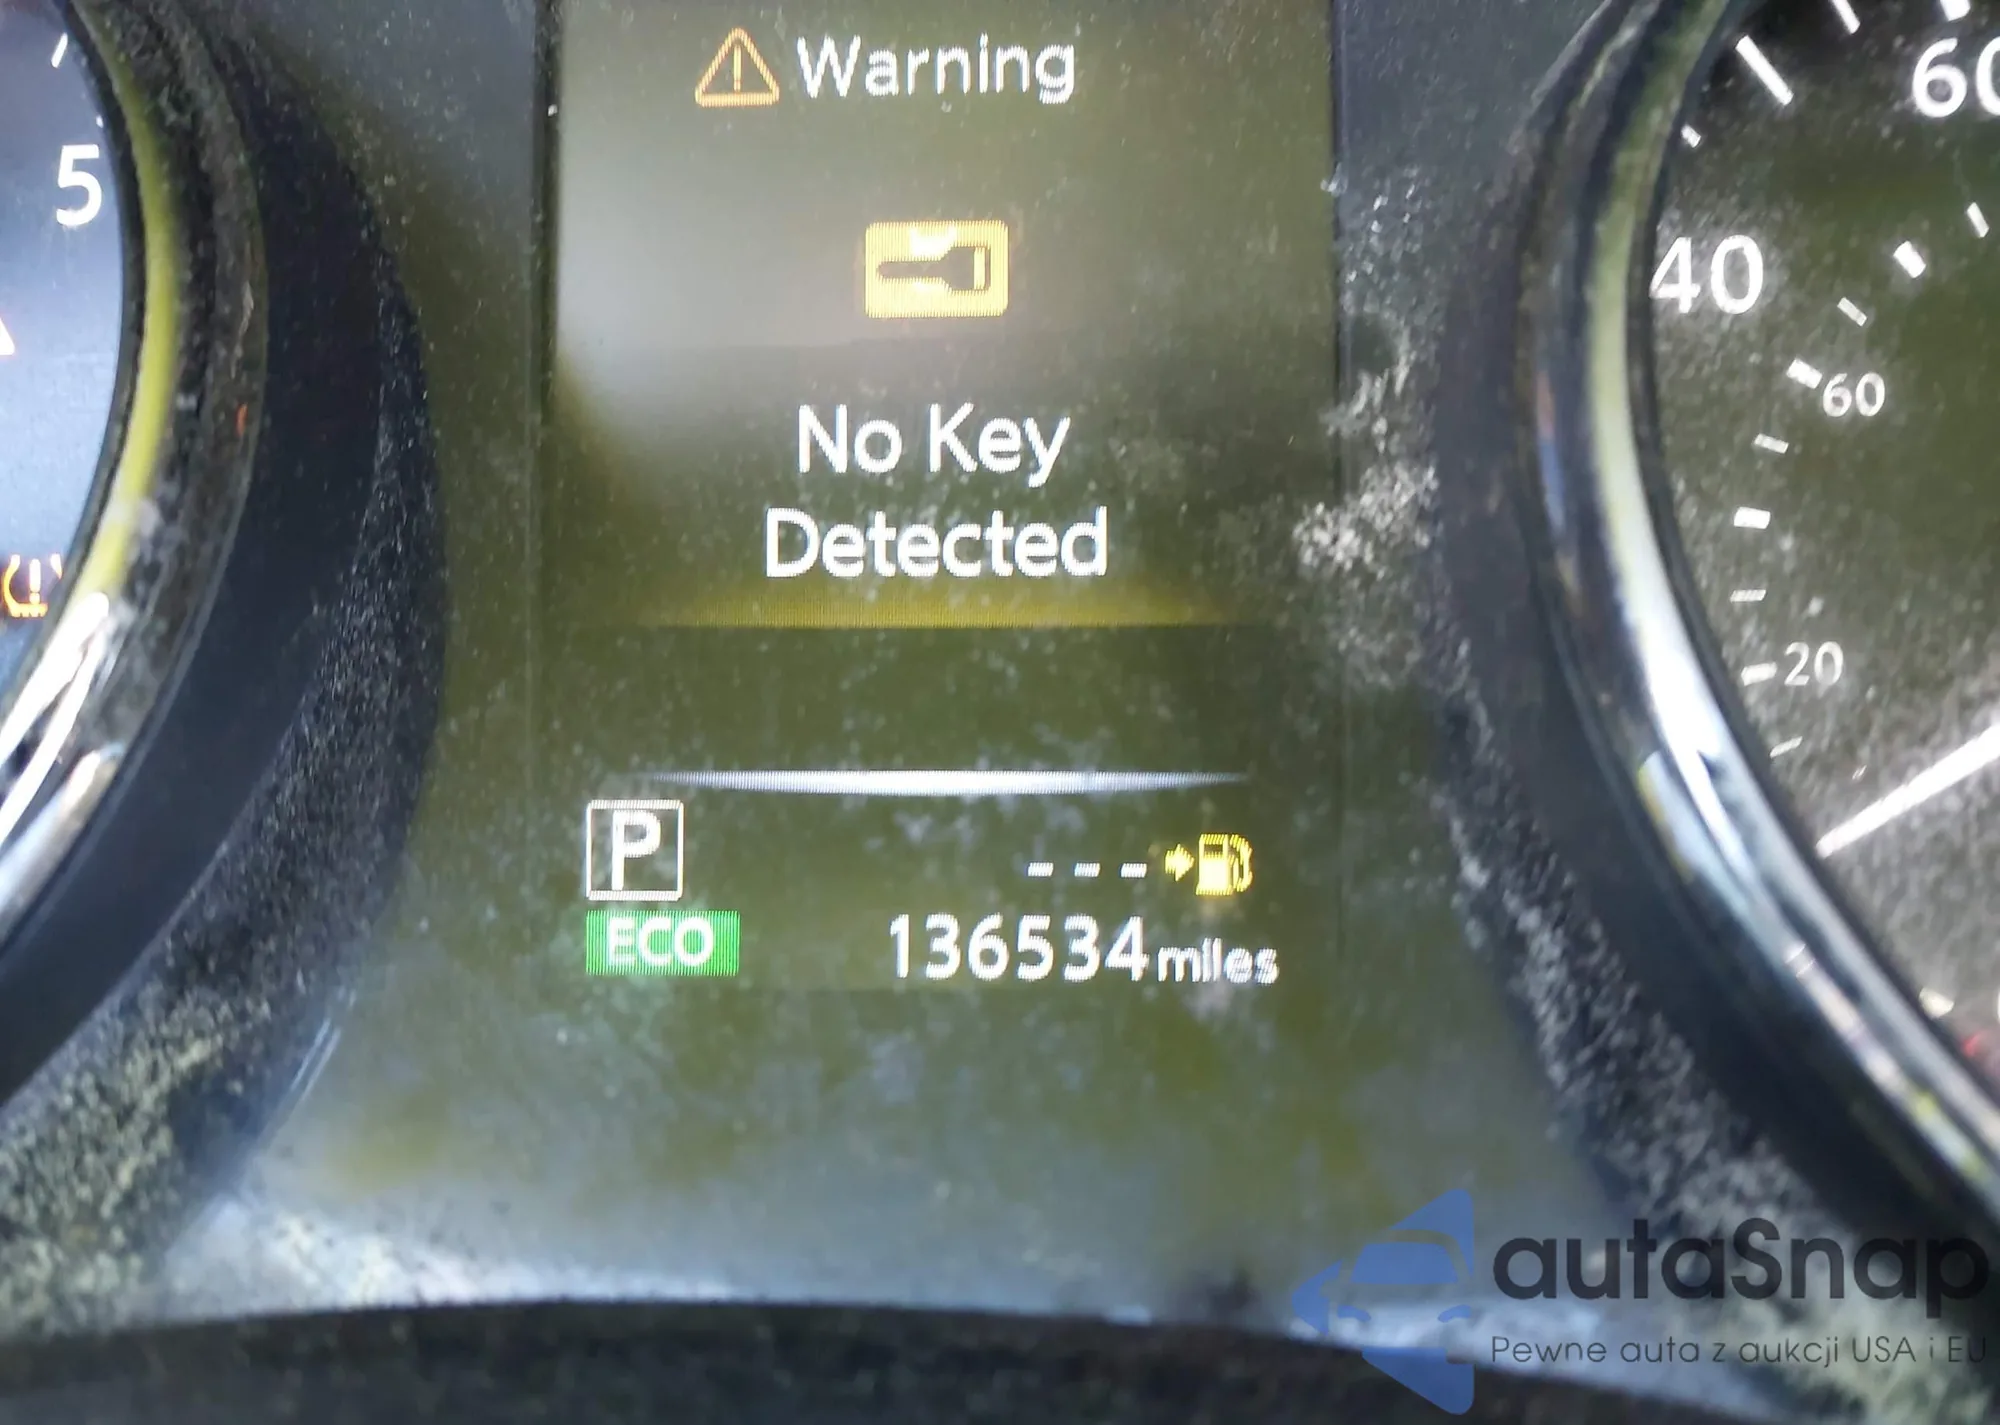 Warning
5
60
40
60
No Key
Detected
20
P
---
ECO
136534 miles
autaSnap
Pewne auta z aukcji USA i EU